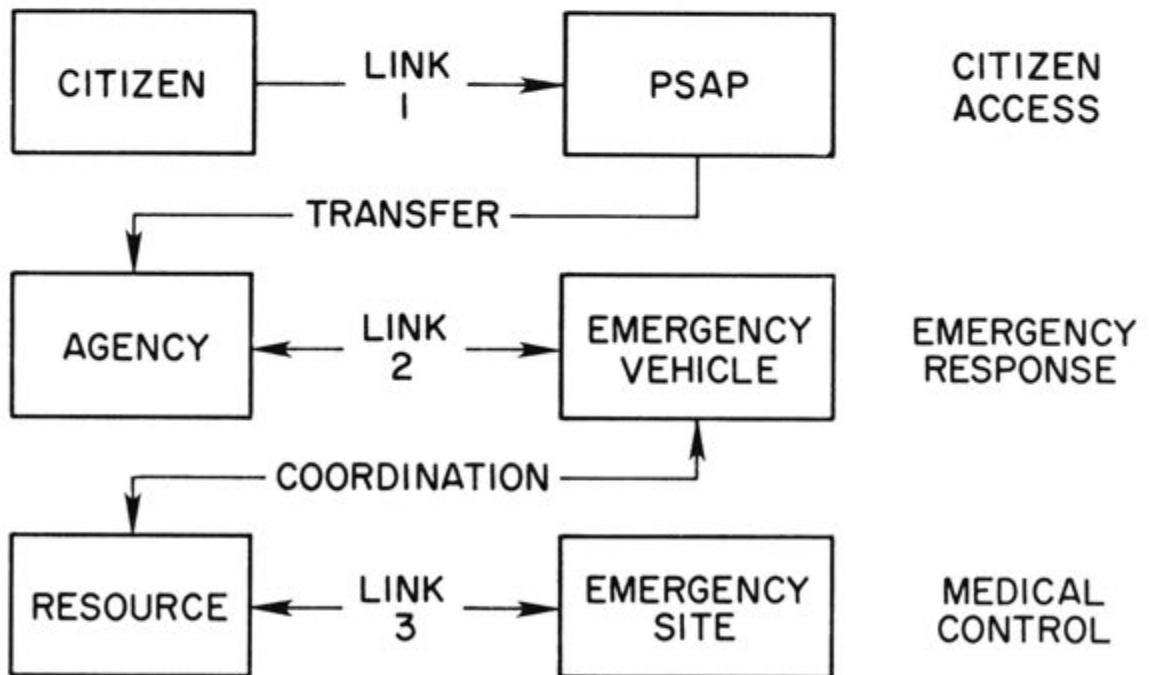 CITIZEN
LINK
1
PSAP
CITIZEN
ACCESS
TRANSFER
AGENCY
LINK
2
EMERGENCY
VEHICLE
EMERGENCY
RESPONSE
COORDINATION
RESOURCE
LINK
3
EMERGENCY
SITE
MEDICAL
CONTROL